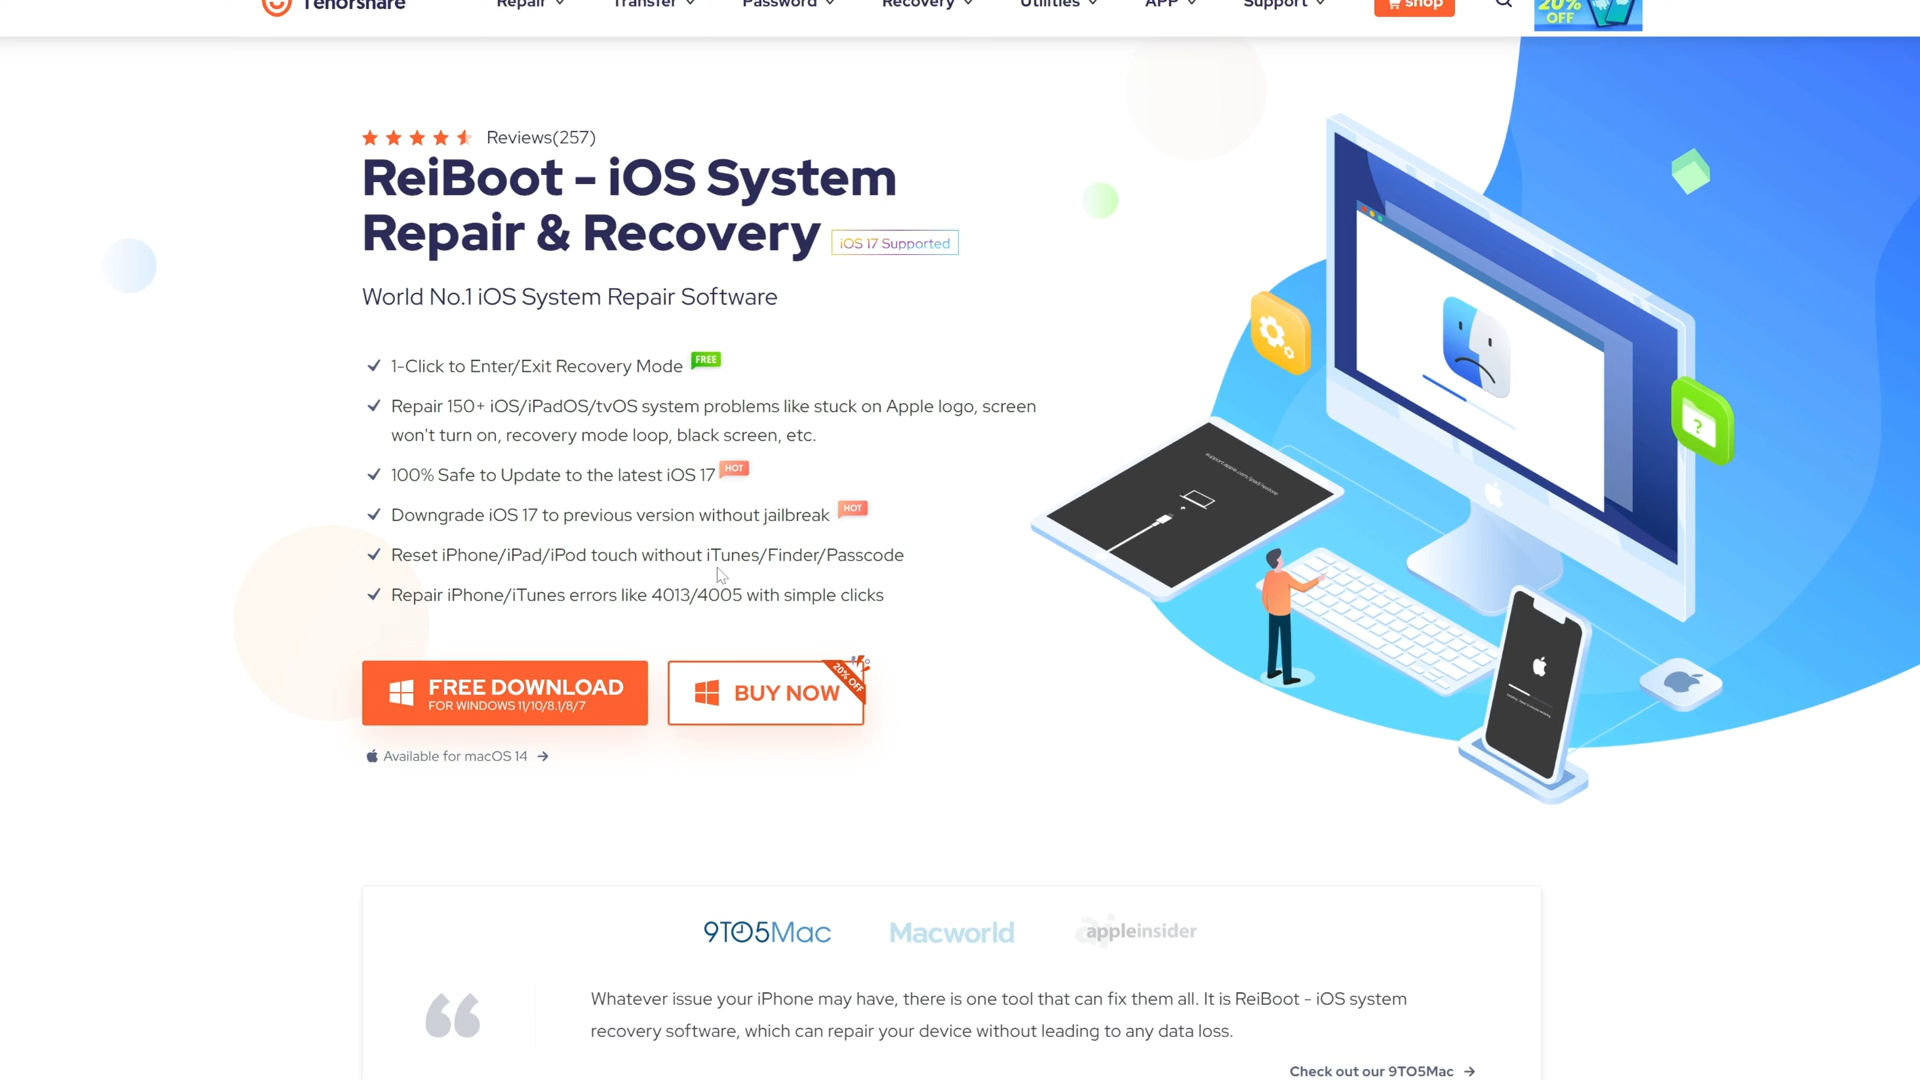 Tenorshare
Repair
Transfer
Password
Recovery
Utilities
APP
Support
shop
20%
OFF
Reviews(257)
ReiBoot - iOS System
Repair & Recovery
iOS 17 Supported
World No.1 iOS System Repair Software
1-Click to Enter/Exit Recovery Mode FREE
Repair 150+ iOS/iPadOS/tvOS system problems like stuck on Apple logo, screen
won't turn on, recovery mode loop, black screen, etc.
100% Safe to Update to the latest iOS 17 HOT
Downgrade iOS 17 to previous version without jailbreak HOT
Reset iPhone/iPad/iPod touch without iTunes/Finder/Passcode
Repair iPhone/iTunes errors like 4013/4005 with simple clicks
FREE DOWNLOAD
FOR WINDOWS 11/10/8.1/8/7
BUY NOW
20% OFF
Available for macOS 14
support.apple.com/ipad/restore
?
9TO5Mac
Macworld
appleinsider
Whatever issue your iPhone may have, there is one tool that can fix them all. It is ReiBoot - iOS system
recovery software, which can repair your device without leading to any data loss.
Check out our 9TO5Mac